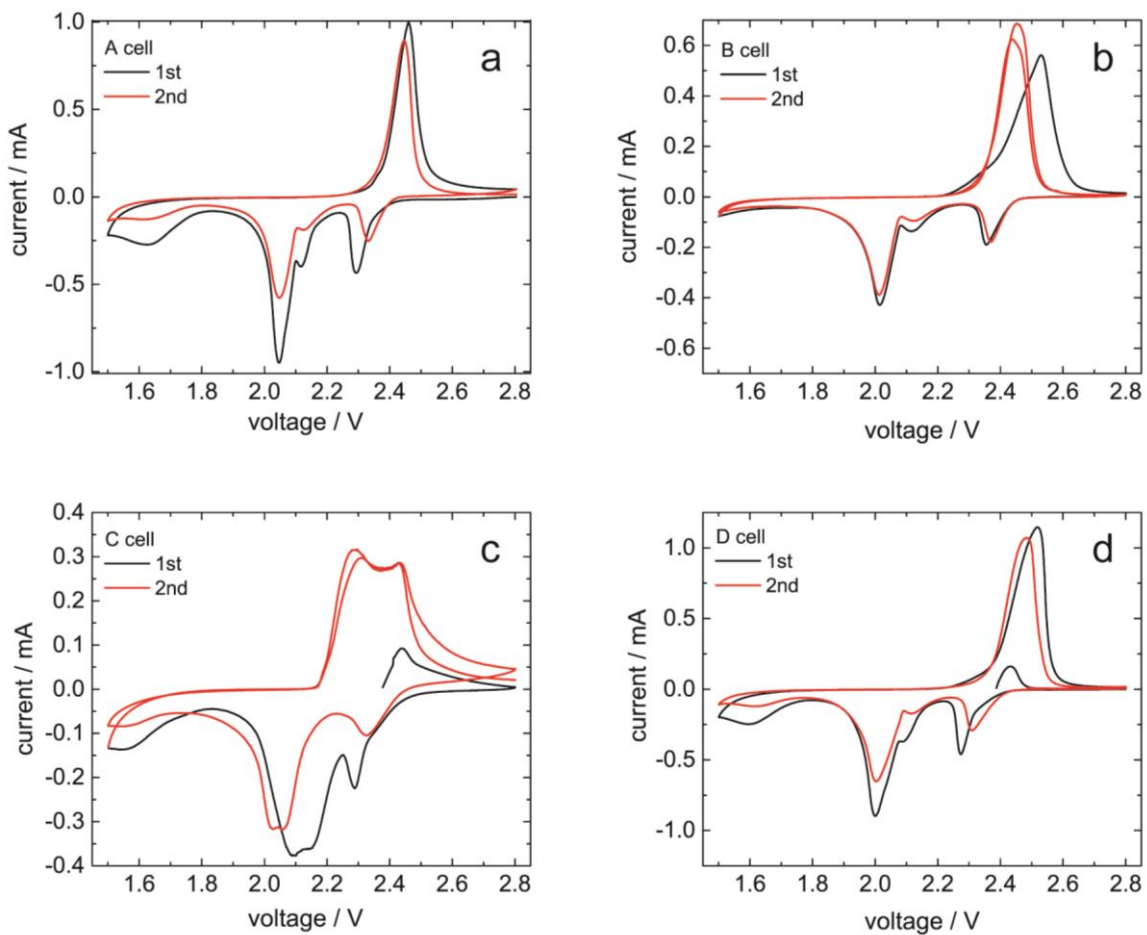 A cell
1st
2nd
a
1.0
0.5
0.0
-0.5
-1.0
current / mA
1.6 1.8 2.0 2.2 2.4 2.6 2.8
voltage / V
B cell
1st
2nd
b
0.6
0.4
0.2
0.0
-0.2
-0.4
-0.6
current / mA
1.6 1.8 2.0 2.2 2.4 2.6 2.8
voltage / V
C cell
1st
2nd
c
0.4
0.3
0.2
0.1
0.0
-0.1
-0.2
-0.3
-0.4
current / mA
1.6 1.8 2.0 2.2 2.4 2.6 2.8
voltage / V
D cell
1st
2nd
d
1.0
0.5
0.0
-0.5
-1.0
current / mA
1.6 1.8 2.0 2.2 2.4 2.6 2.8
voltage / V